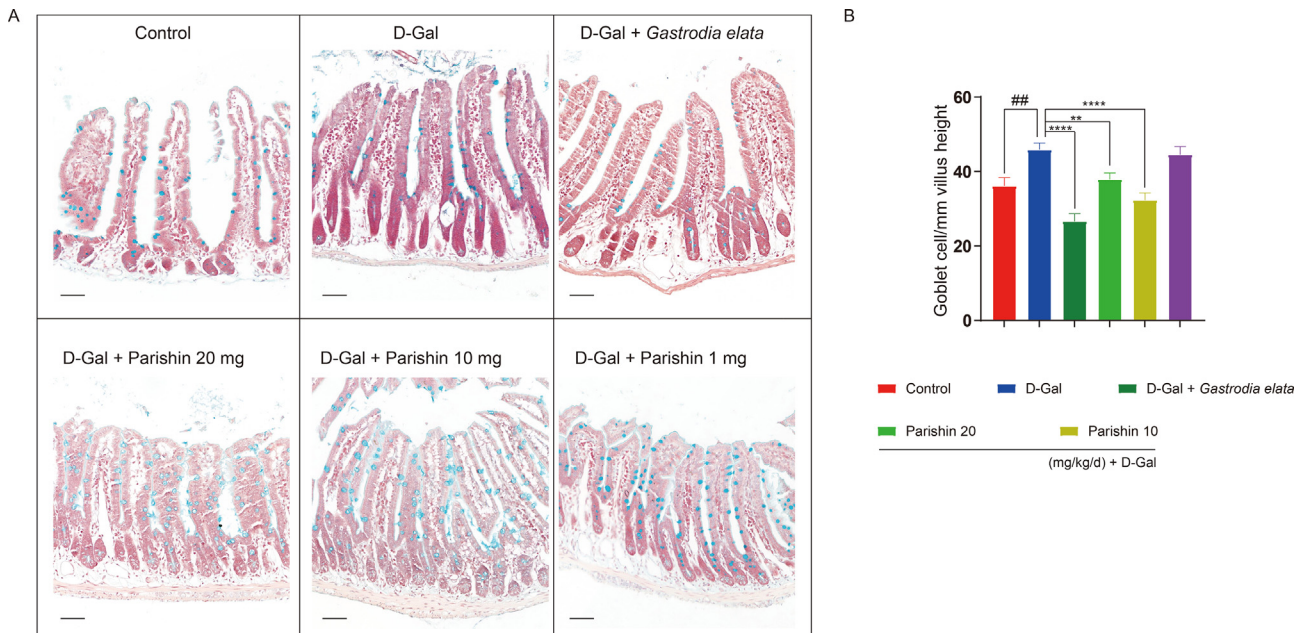 A
Control
D-Gal
D-Gal + Gastrodia elata
D-Gal + Parishin 20 mg
D-Gal + Parishin 10 mg
D-Gal + Parishin 1 mg
B
Goblet cell/mm villus height
60
40
20
0
##
****
**
****
Control
D-Gal
D-Gal + Gastrodia elata
Parishin 20
Parishin 10
(mg/kg/d) + D-Gal